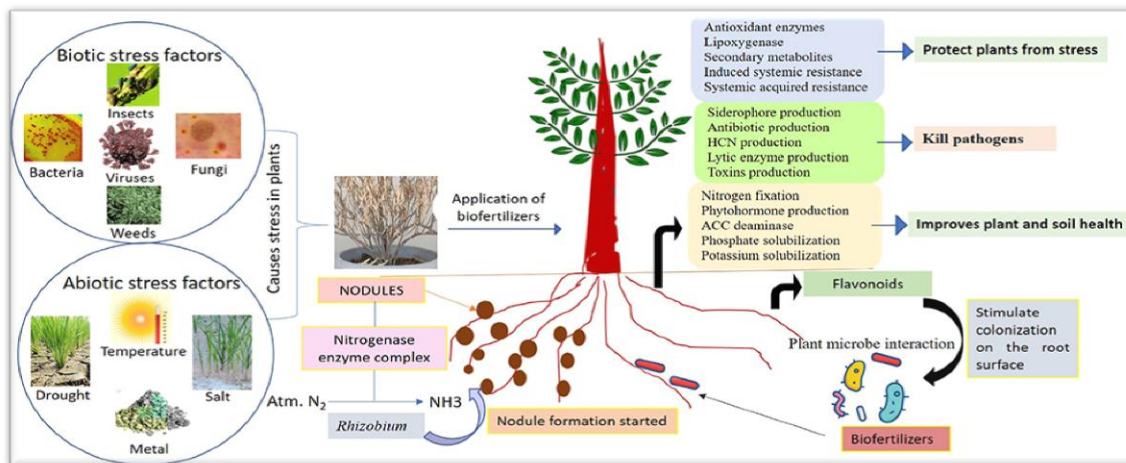 Biotic stress factors
Insects
Bacteria
Viruses
Fungi
Weeds
Abiotic stress factors
Temperature
Drought
Salt
Metal
Causes stress in plants
Application of
biofertilizers
Antioxidant enzymes
Lipoxygenase
Secondary metabolites
Induced systemic resistance
Systemic acquired resistance
Protect plants from stress
Siderophore production
Antibiotic production
HCN production
Lytic enzyme production
Toxins production
Kill pathogens
Nitrogen fixation
Phytohormone production
ACC deaminase
Phosphate solubilization
Potassium solubilization
Improves plant and soil health
NODULES
Nitrogenase
enzyme complex
Atm. N₂
NH3
Rhizobium
Nodule formation started
Flavonoids
Stimulate
colonization
on the root
surface
Plant microbe interaction
Biofertilizers